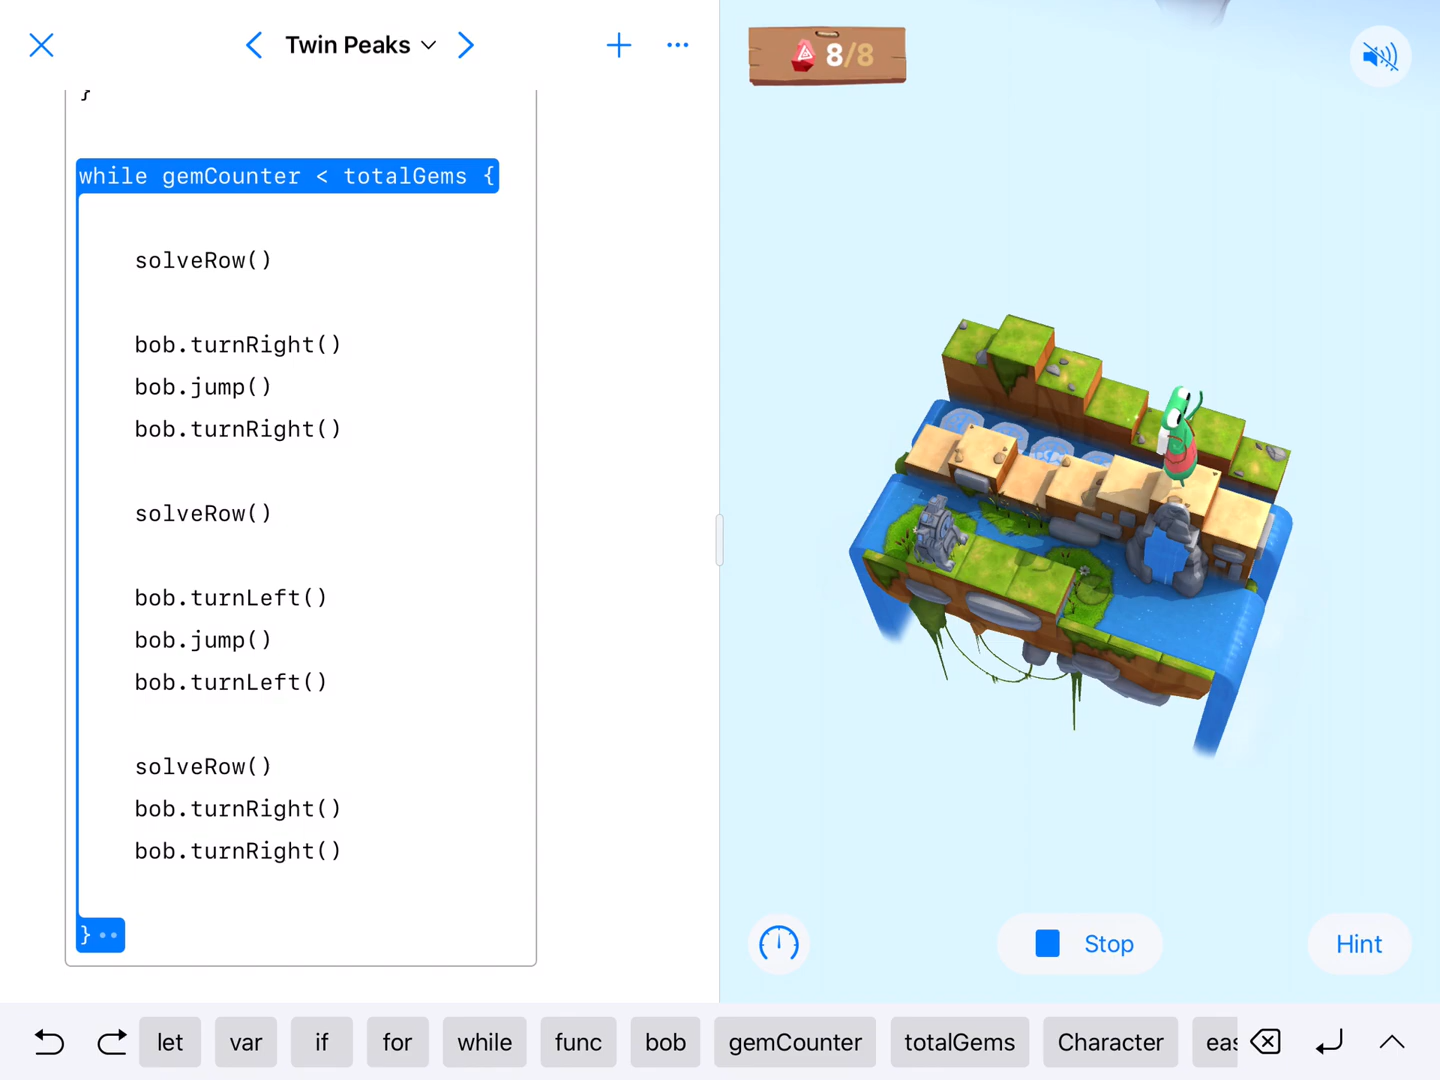 Twin Peaks
8/8
}
while gemCounter < totalGems {
solveRow()
bob.turnRight()
bob.jump()
bob.turnRight()
solveRow()
bob.turnLeft()
bob.jump()
bob.turnLeft()
solveRow()
bob.turnRight()
bob.turnRight()
}
Stop
Hint
let var if for while func bob gemCounter totalGems Character